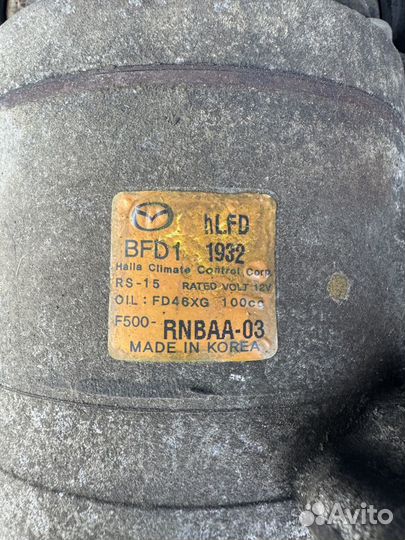 hLFD
BFD1 1932
Halla Climate Control Corp.
RS-15 RATED VOLT 12V
OIL: FD46XG 100cc
F500- RNBAA-03
MADE IN KOREA
Avito